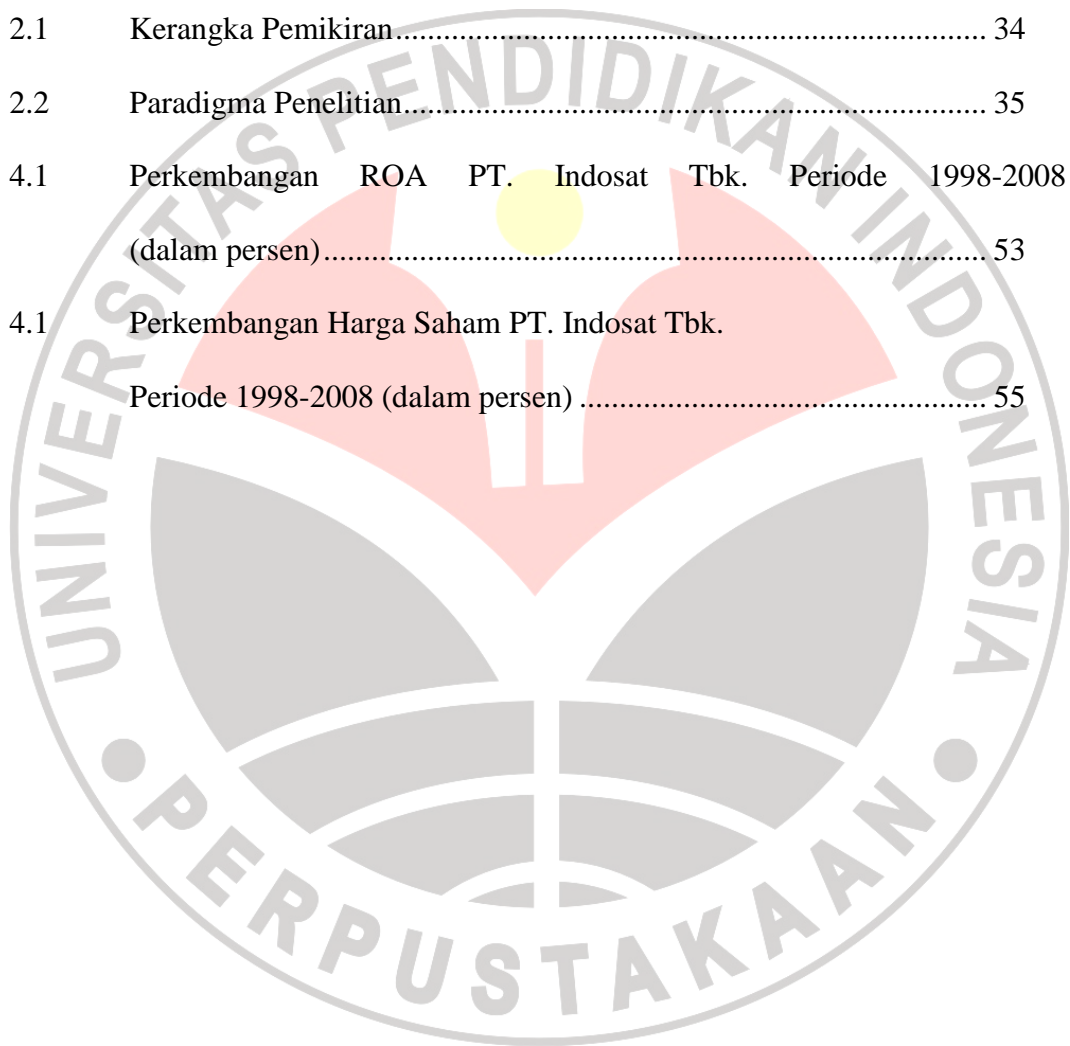 2.1 Kerangka Pemikiran.......................................................................... 34
2.2 Paradigma Penelitian......................................................................... 35
4.1 Perkembangan ROA PT. Indosat Tbk. Periode 1998-2008
(dalam persen)................................................................................... 53
4.1 Perkembangan Harga Saham PT. Indosat Tbk.
Periode 1998-2008 (dalam persen) ................................................... 55
UNIVERSITAS PENDIDIKAN INDONESIA
PERPUSTAKAAN